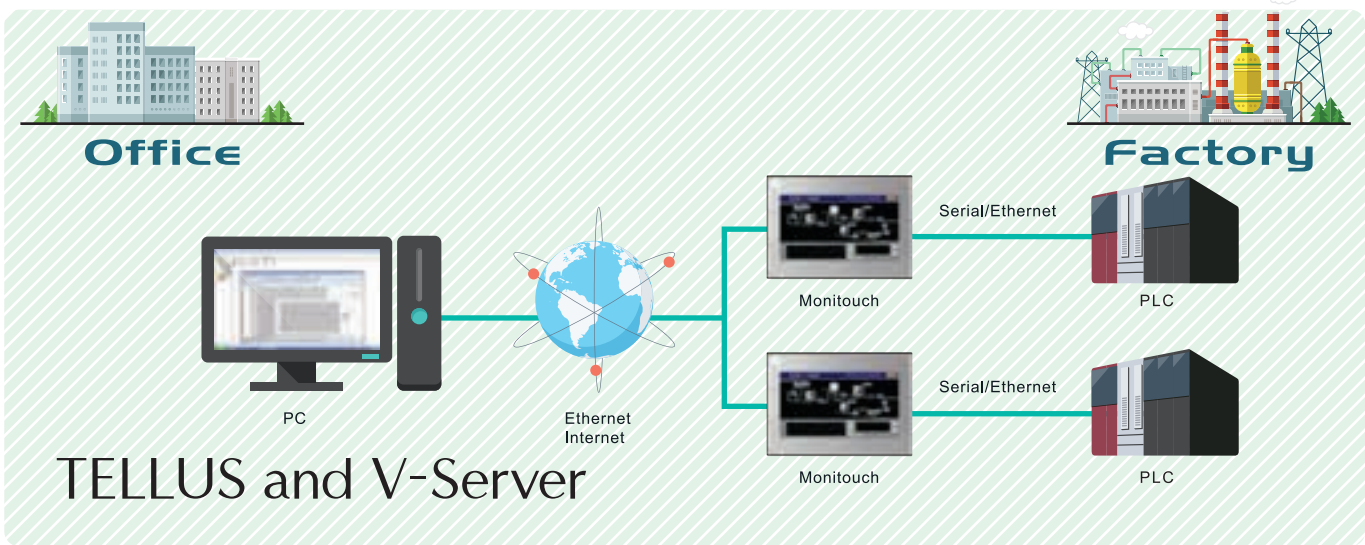 Office
Factory
Serial/Ethernet
Monitouch
PLC
PC
Ethernet
Internet
Serial/Ethernet
Monitouch
PLC
TELLUS and V-Server